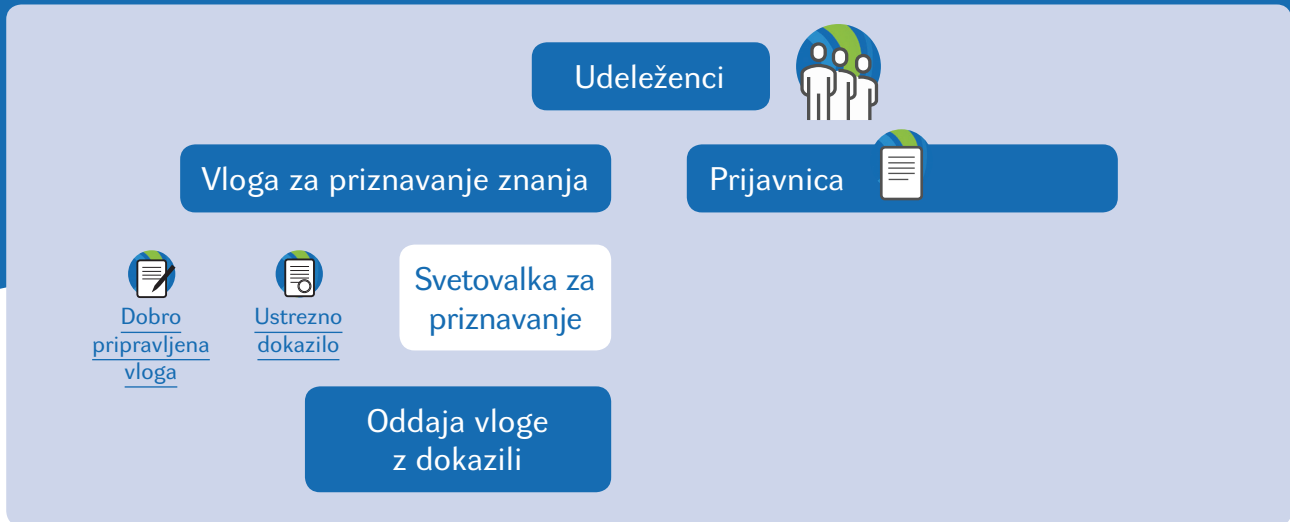 Udeleženci
Vloga za priznavanje znanja
Prijavnica
Dobro
pripravljena
vloga
Ustrezno
dokazilo
Svetovalka za
priznavanje
Oddaja vloge
z dokazili